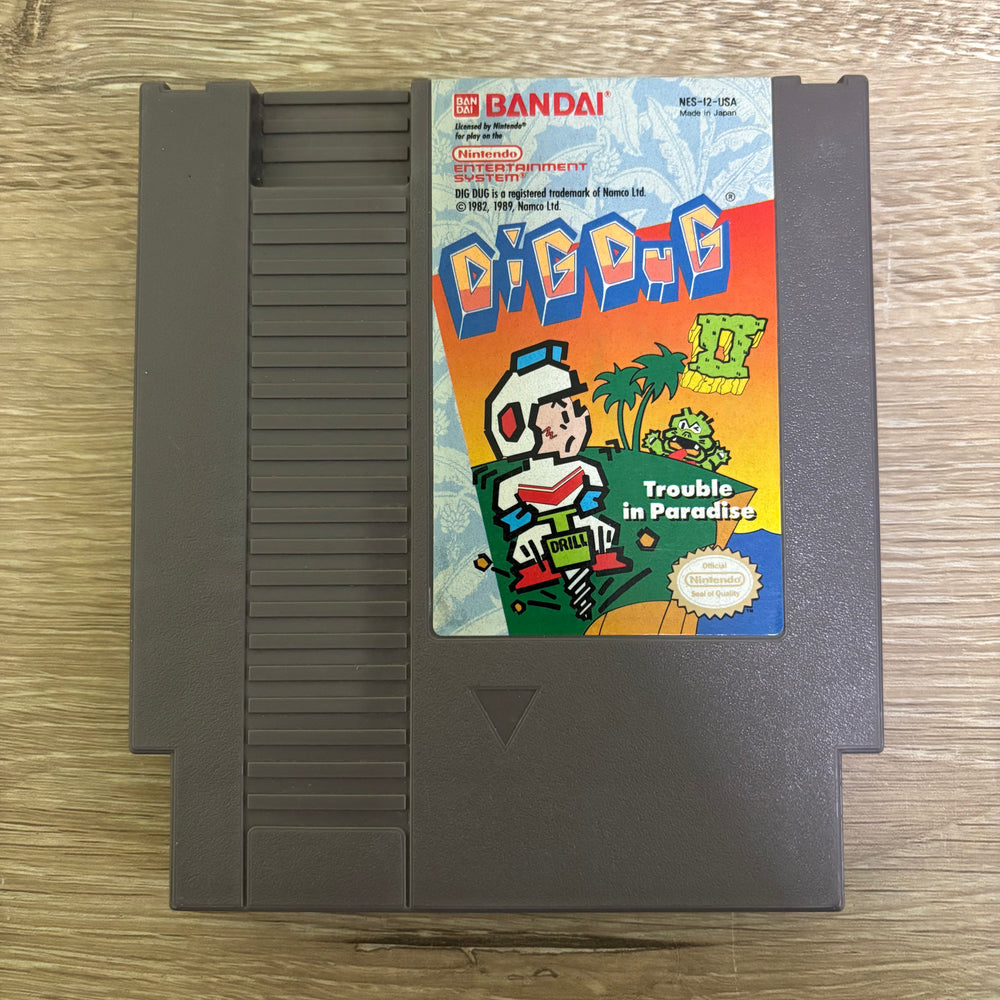 BAN
DAI
BANDAI®
NES-I2-USA
Made in Japan
Licensed by Nintendo®
for play on the
Nintendo
ENTERTAINMENT
SYSTEM®
DIG DUG is a registered trademark of Namco Ltd.
© 1982, 1989, Namco Ltd.
DIG DUG®
II
Trouble
in Paradise
DRILL
Official
Nintendo
Seal of Quality
TM